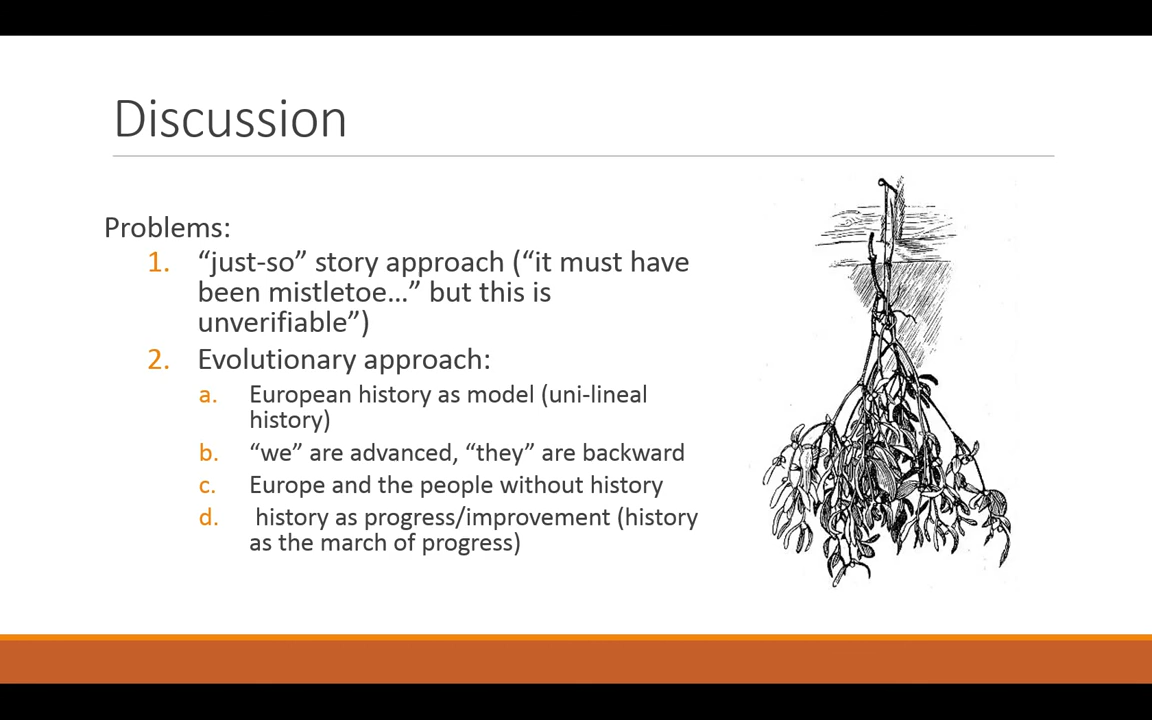 Discussion
Problems:
1. “just-so” story approach (“it must have
been mistletoe…” but this is
unverifiable”)
2. Evolutionary approach:
a. European history as model (uni-lineal
history)
b. “we” are advanced, “they” are backward
c. Europe and the people without history
d. history as progress/improvement (history
as the march of progress)